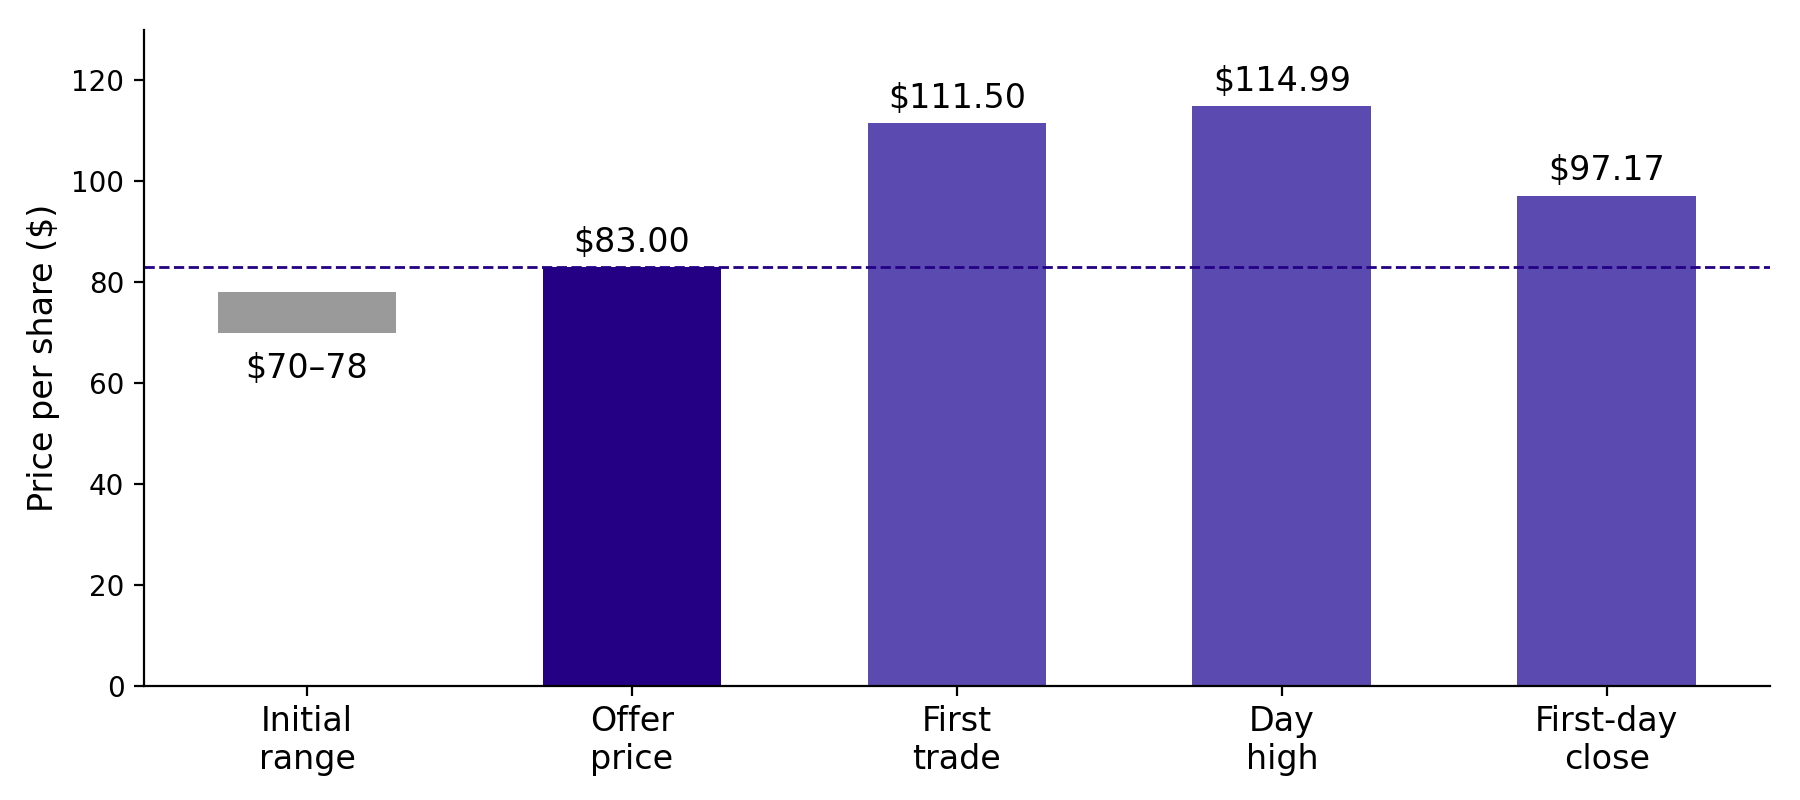 Price per share ($)
120
100
80
60
40
20
0
$70–78
$83.00
$111.50
$114.99
$97.17
Initial
range
Offer
price
First
trade
Day
high
First-day
close